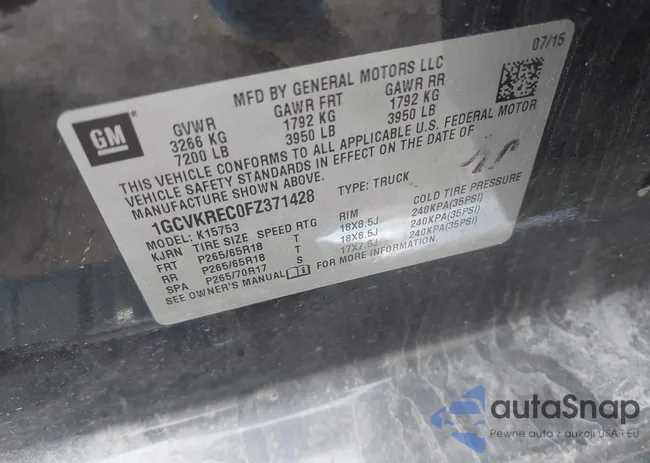 07/15
MFD BY GENERAL MOTORS LLC
GM
GVWR GAWR FRT GAWR RR
3266 KG 1792 KG 1792 KG
7200 LB 3950 LB 3950 LB
THIS VEHICLE CONFORMS TO ALL APPLICABLE U.S. FEDERAL MOTOR
VEHICLE SAFETY STANDARDS IN EFFECT ON THE DATE OF
MANUFACTURE SHOWN ABOVE.
1GCVKREC0FZ371428 TYPE: TRUCK
MODEL: K15753
KJRN TIRE SIZE SPEED RTG RIM COLD TIRE PRESSURE
FRT P265/65R18 T 18X8.5J 240KPA(35PSI)
RR P265/65R18 T 18X8.5J 240KPA(35PSI)
SPA P265/70R17 S 17X7.5J 240KPA(35PSI)
SEE OWNER'S MANUAL FOR MORE INFORMATION.
autaSnap
Pewne auta z aukcji USA i EU